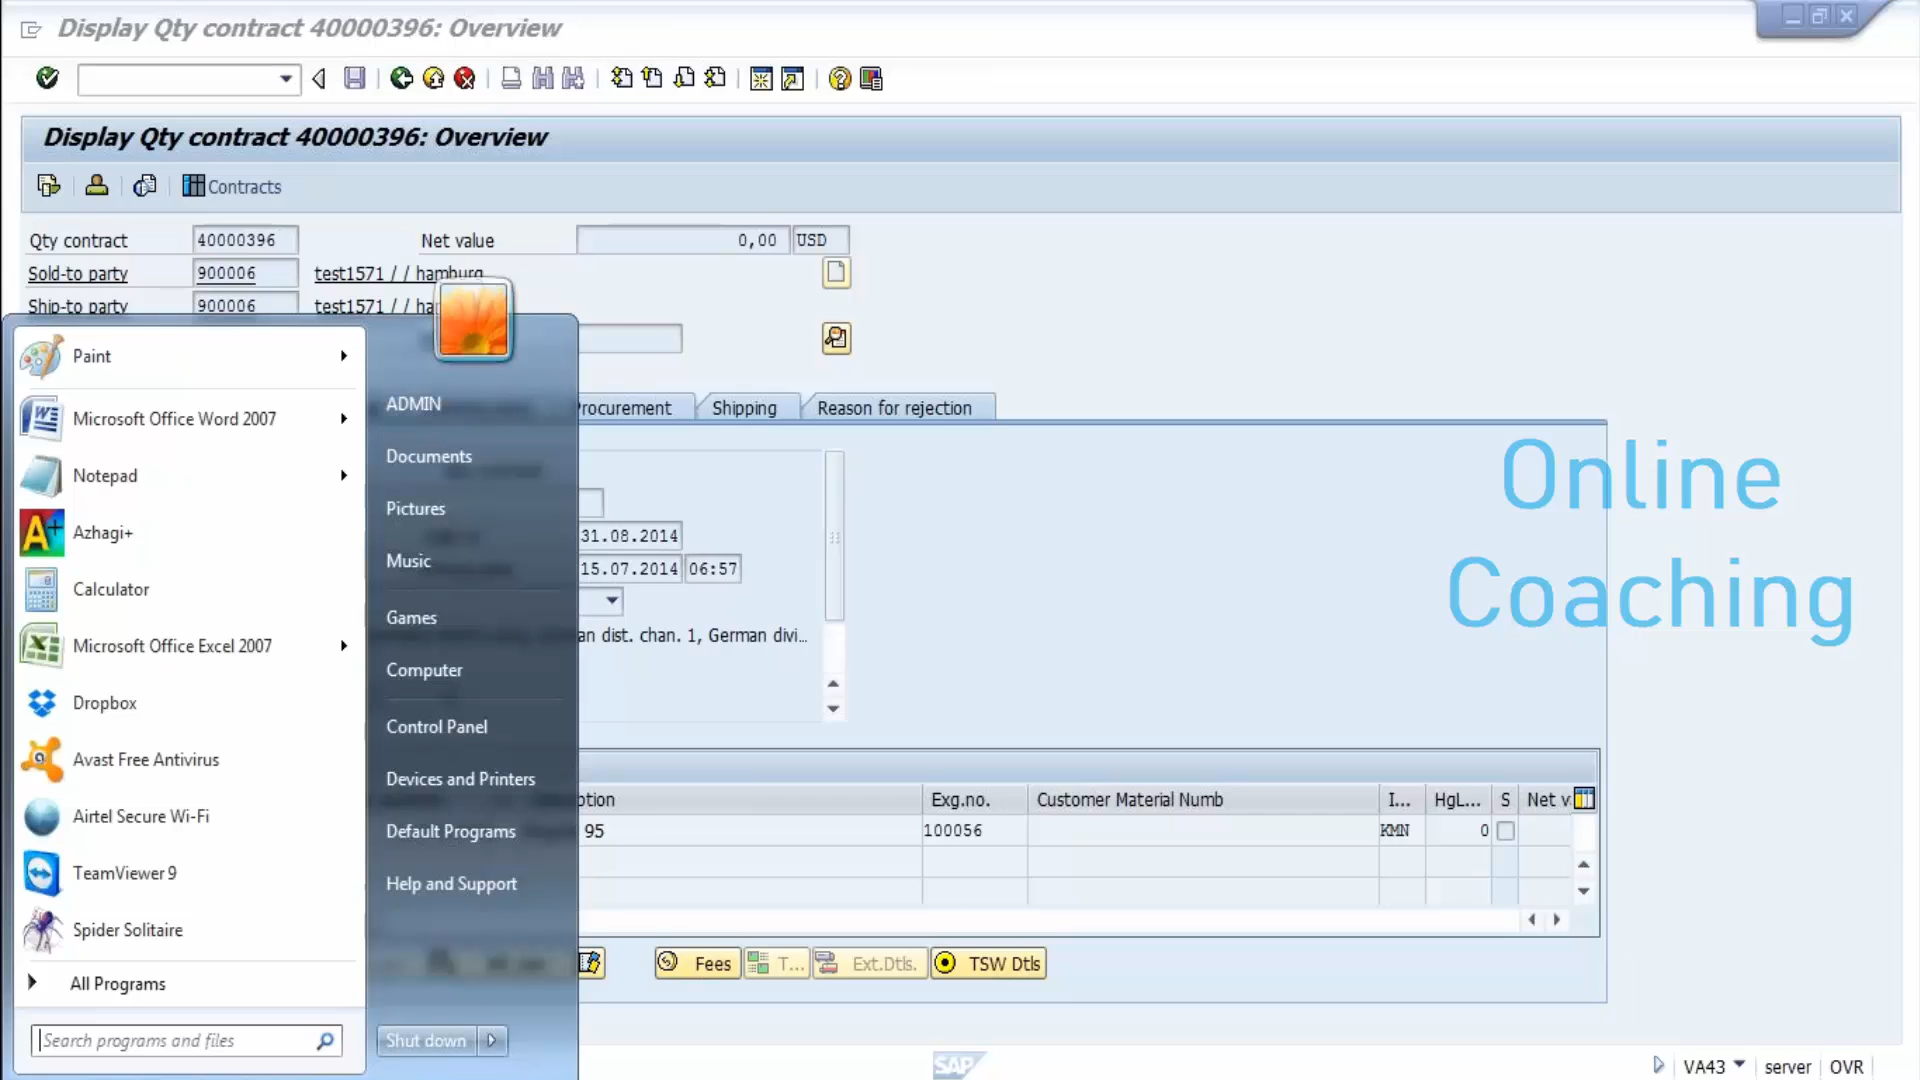 Display Qty contract 40000396: Overview
Display Qty contract 40000396: Overview
Contracts
Qty contract 40000396 Net value 0,00 USD
Sold-to party 900006 test1571 / / hamburg
Ship-to party 900006 test1571 / / ha
Procurement Shipping Reason for rejection
31.08.2014
15.07.2014 06:57
an dist. chan. 1, German divi...
ption Exg.no. Customer Material Numb I... HgL... S Net v
95 100056 KMN 0
Fees T... Ext.Dtls. TSW Dtls
Paint
Microsoft Office Word 2007
Notepad
Azhagi+
Calculator
Microsoft Office Excel 2007
Dropbox
Avast Free Antivirus
Airtel Secure Wi-Fi
TeamViewer 9
Spider Solitaire
All Programs
Search programs and files
ADMIN
Documents
Pictures
Music
Games
Computer
Control Panel
Devices and Printers
Default Programs
Help and Support
Shut down
Online
Coaching
SAP
VA43 server OVR